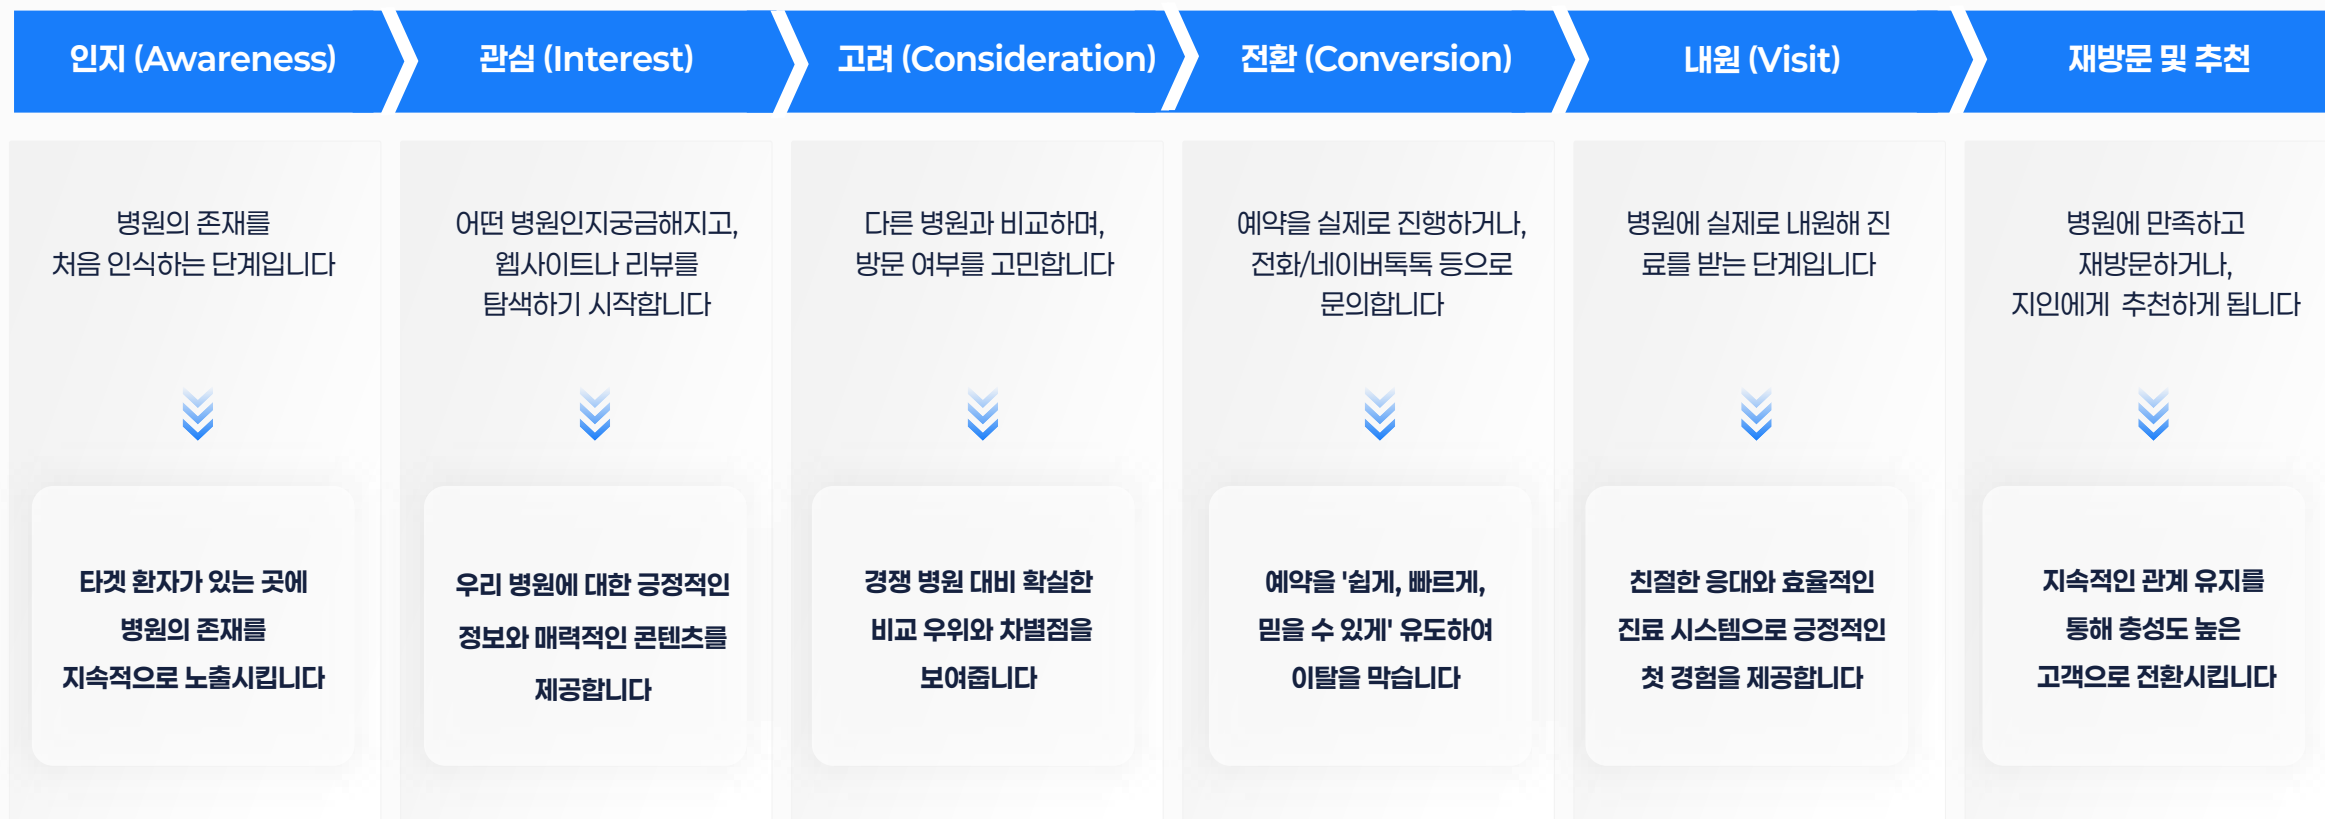 인지 (Awareness)
관심 (Interest)
고려 (Consideration)
전환 (Conversion)
내원 (Visit)
재방문 및 추천
병원의 존재를
처음 인식하는 단계입니다
어떤 병원인지궁금해지고,
웹사이트나 리뷰를
탐색하기 시작합니다
다른 병원과 비교하며,
방문 여부를 고민합니다
예약을 실제로 진행하거나,
전화/네이버톡톡 등으로
문의합니다
병원에 실제로 내원해 진
료를 받는 단계입니다
병원에 만족하고
재방문하거나,
지인에게 추천하게 됩니다
타겟 환자가 있는 곳에
병원의 존재를
지속적으로 노출시킵니다
우리 병원에 대한 긍정적인
정보와 매력적인 콘텐츠를
제공합니다
경쟁 병원 대비 확실한
비교 우위와 차별점을
보여줍니다
예약을 '쉽게, 빠르게,
믿을 수 있게' 유도하여
이탈을 막습니다
친절한 응대와 효율적인
진료 시스템으로 긍정적인
첫 경험을 제공합니다
지속적인 관계 유지를
통해 충성도 높은
고객으로 전환시킵니다